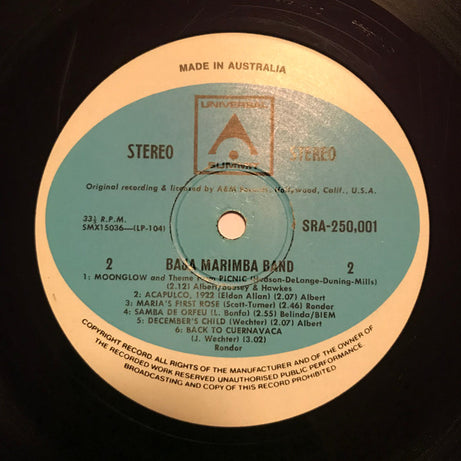 MADE IN AUSTRALIA
UNIVERSAL
SUMMIT
STEREO STEREO
Original recording & licensed by A&M Records, Hollywood, Calif., U.S.A.
33⅓ R.P.M.
SMX15036—(LP-104) SRA-250,001
2 BAJA MARIMBA BAND 2
1: MOONGLOW and Theme from PICNIC (Hudson-DeLange-Duning-Mills)
(2.12) Albert/Boosey & Hawkes
2: ACAPULCO, 1922 (Eldon Allan) (2.07) Albert
3: MARIA'S FIRST ROSE (Scott-Turner) (2.46) Rondor
4: SAMBA DE ORFEU (L. Bonfa) (2.55) Belinda/BIEM
5: DECEMBER'S CHILD (Wechter) (2.07) Albert
6: BACK TO CUERNAVACA
(J. Wechter) (3.02)
Rondor
COPYRIGHT RECORD ALL RIGHTS OF THE MANUFACTURER AND OF THE OWNER OF
THE RECORDED WORK RESERVED UNAUTHORISED PUBLIC PERFORMANCE
BROADCASTING AND COPY OF THIS RECORD PROHIBITED